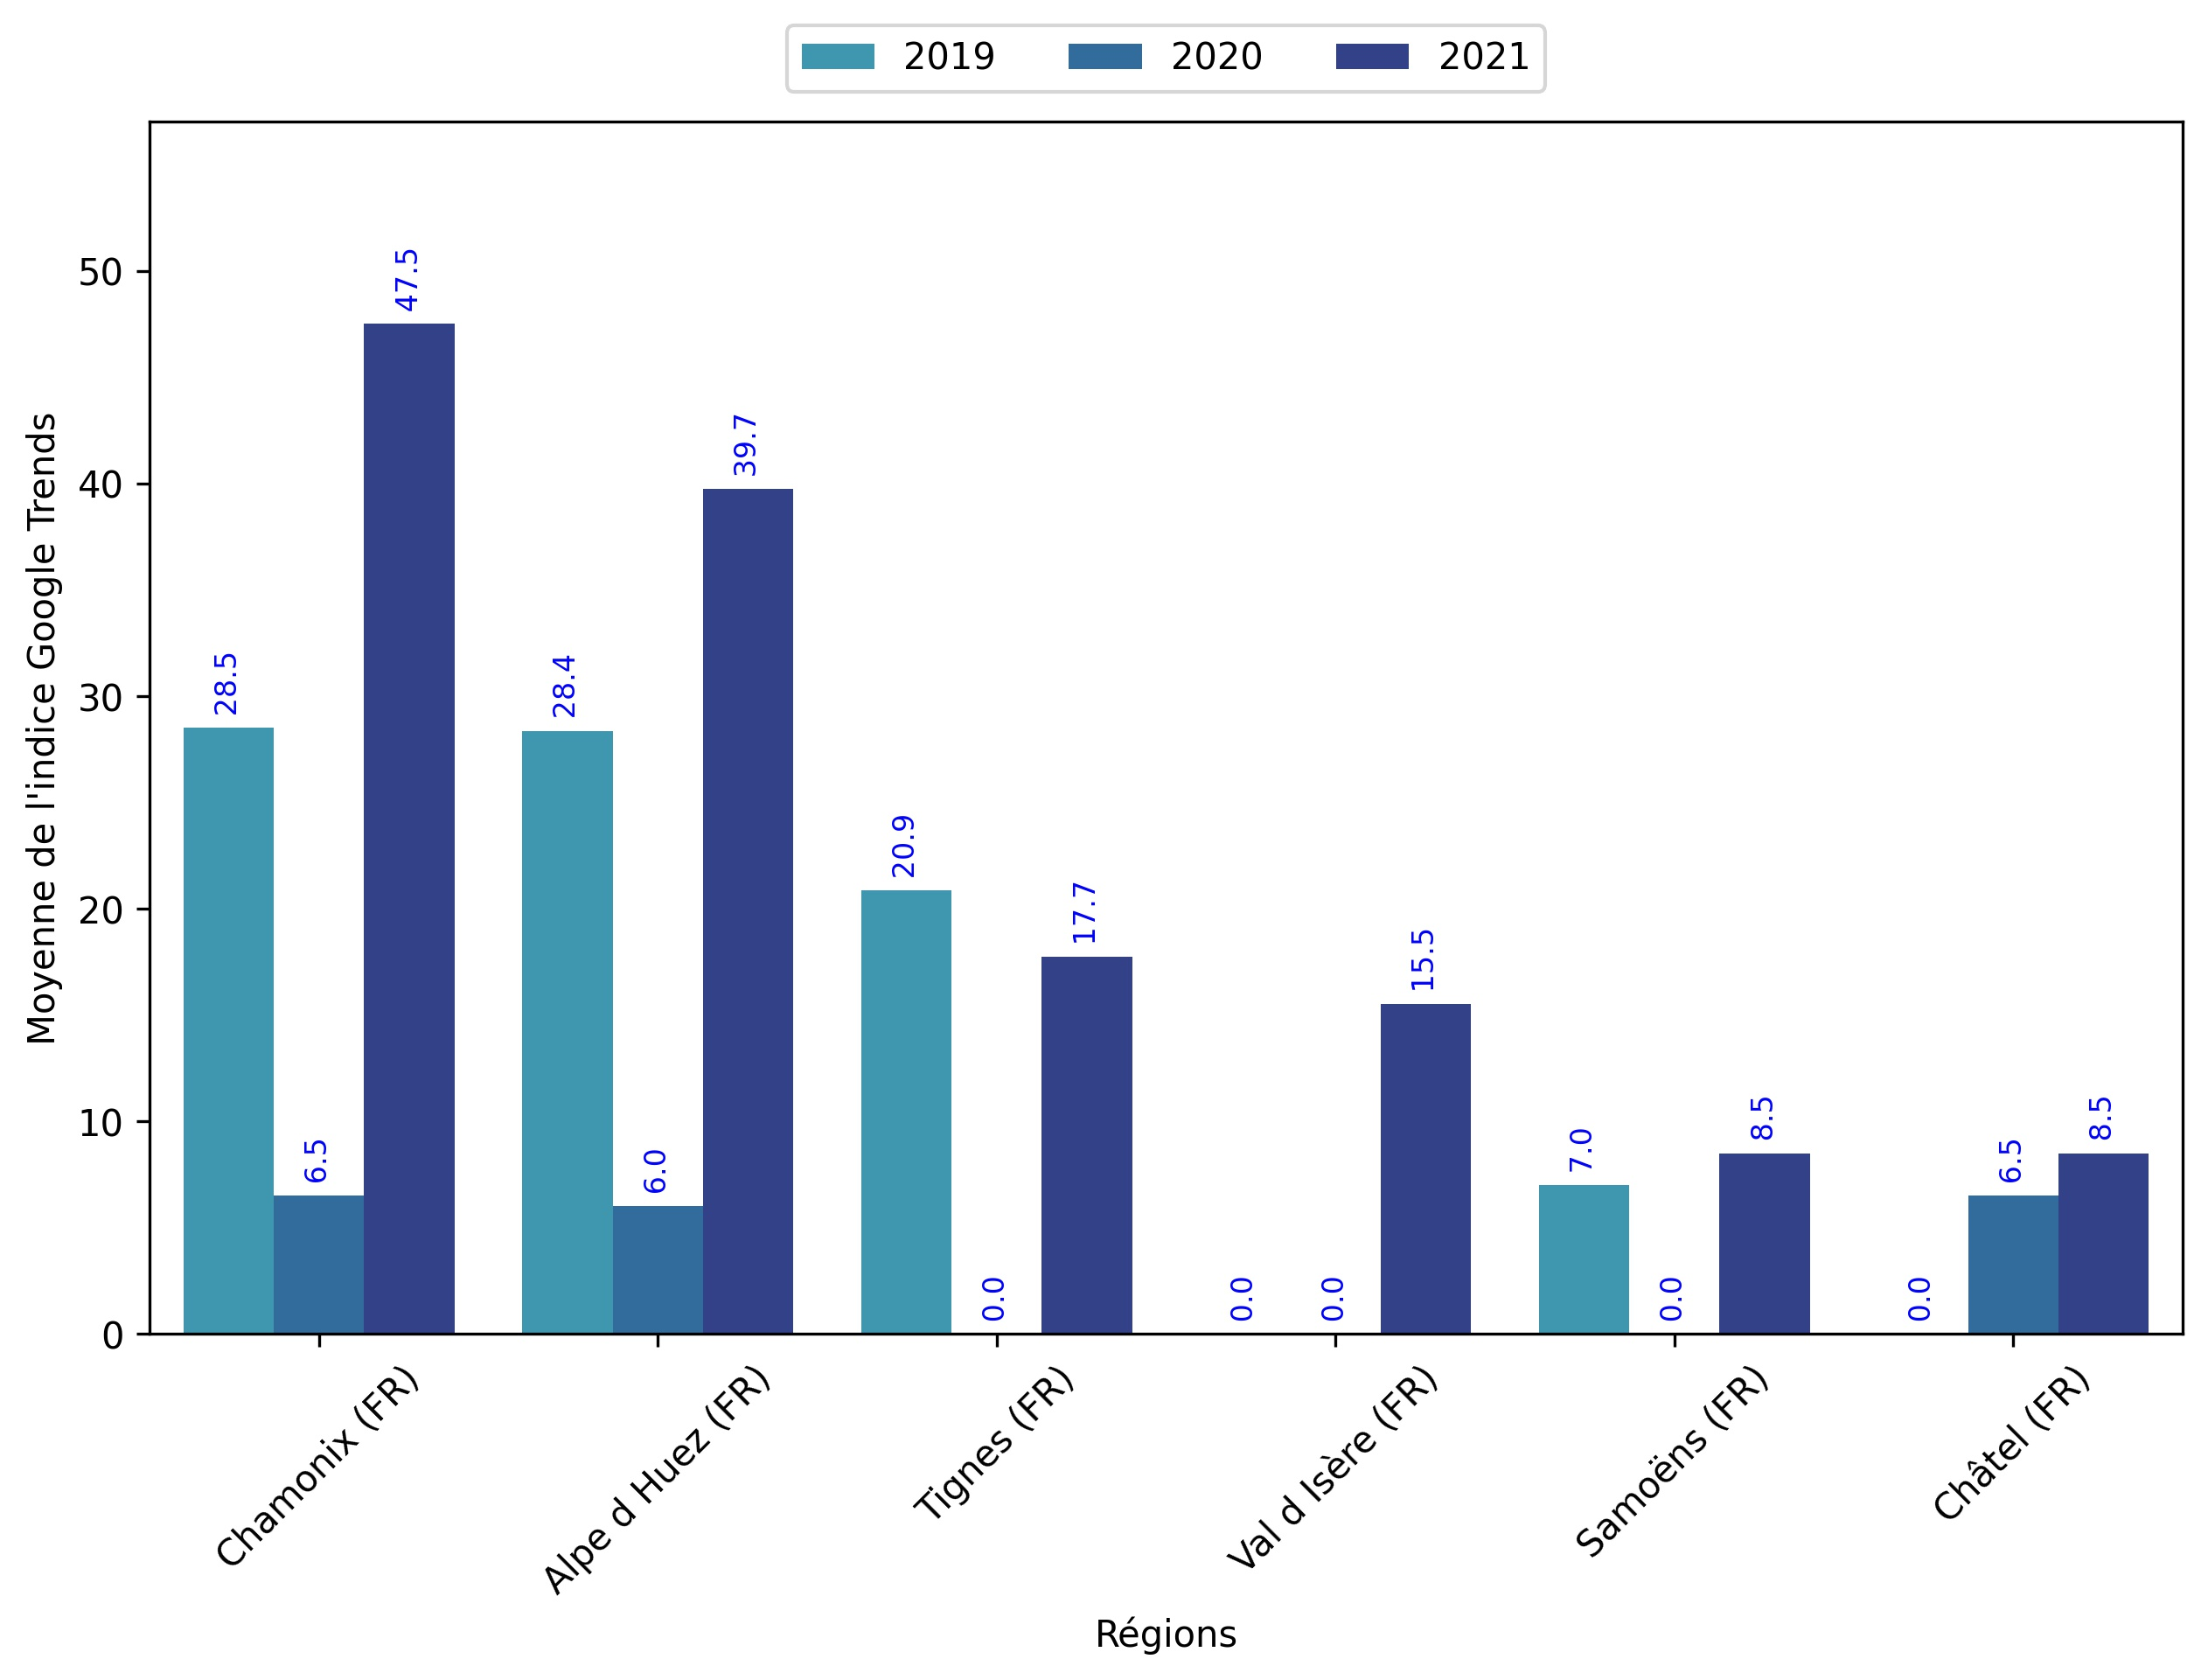 2019 2020 2021
Moyenne de l'indice Google Trends
50
40
30
20
10
0
28.5
6.5
47.5
28.4
6.0
39.7
20.9
0.0
17.7
0.0
0.0
15.5
7.0
0.0
8.5
0.0
6.5
8.5
Chamonix (FR)
Alpe d Huez (FR)
Tignes (FR)
Val d Isère (FR)
Samoëns (FR)
Châtel (FR)
Régions